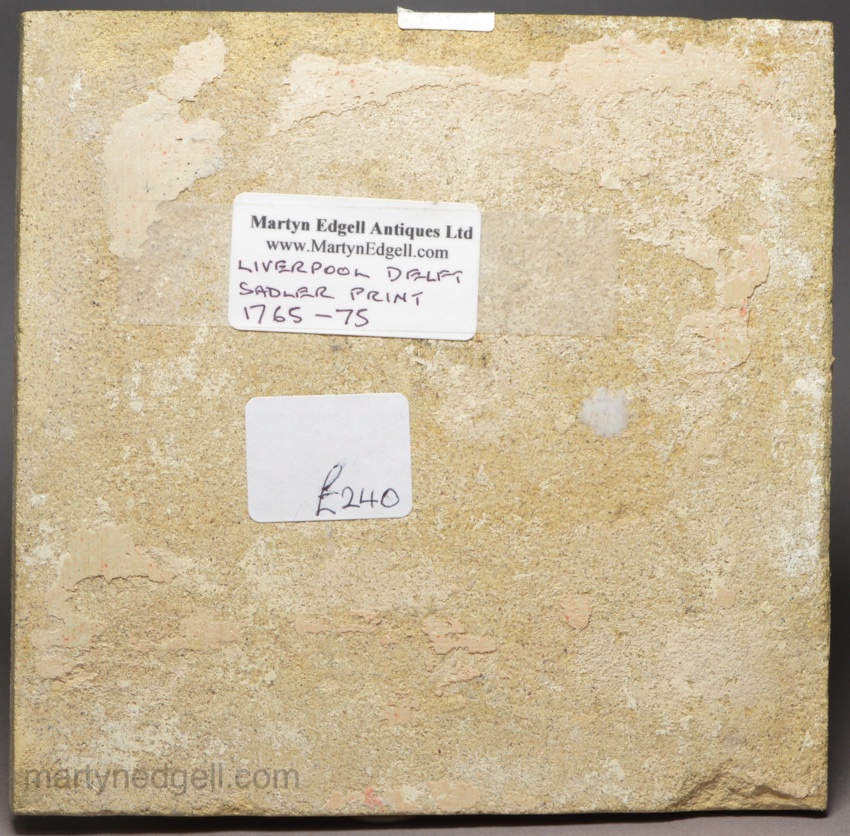 Martyn Edgell Antiques Ltd
www.MartynEdgell.com
LIVERPOOL DELFT
SADLER PRINT
1765-75
£240
martynedgell.com